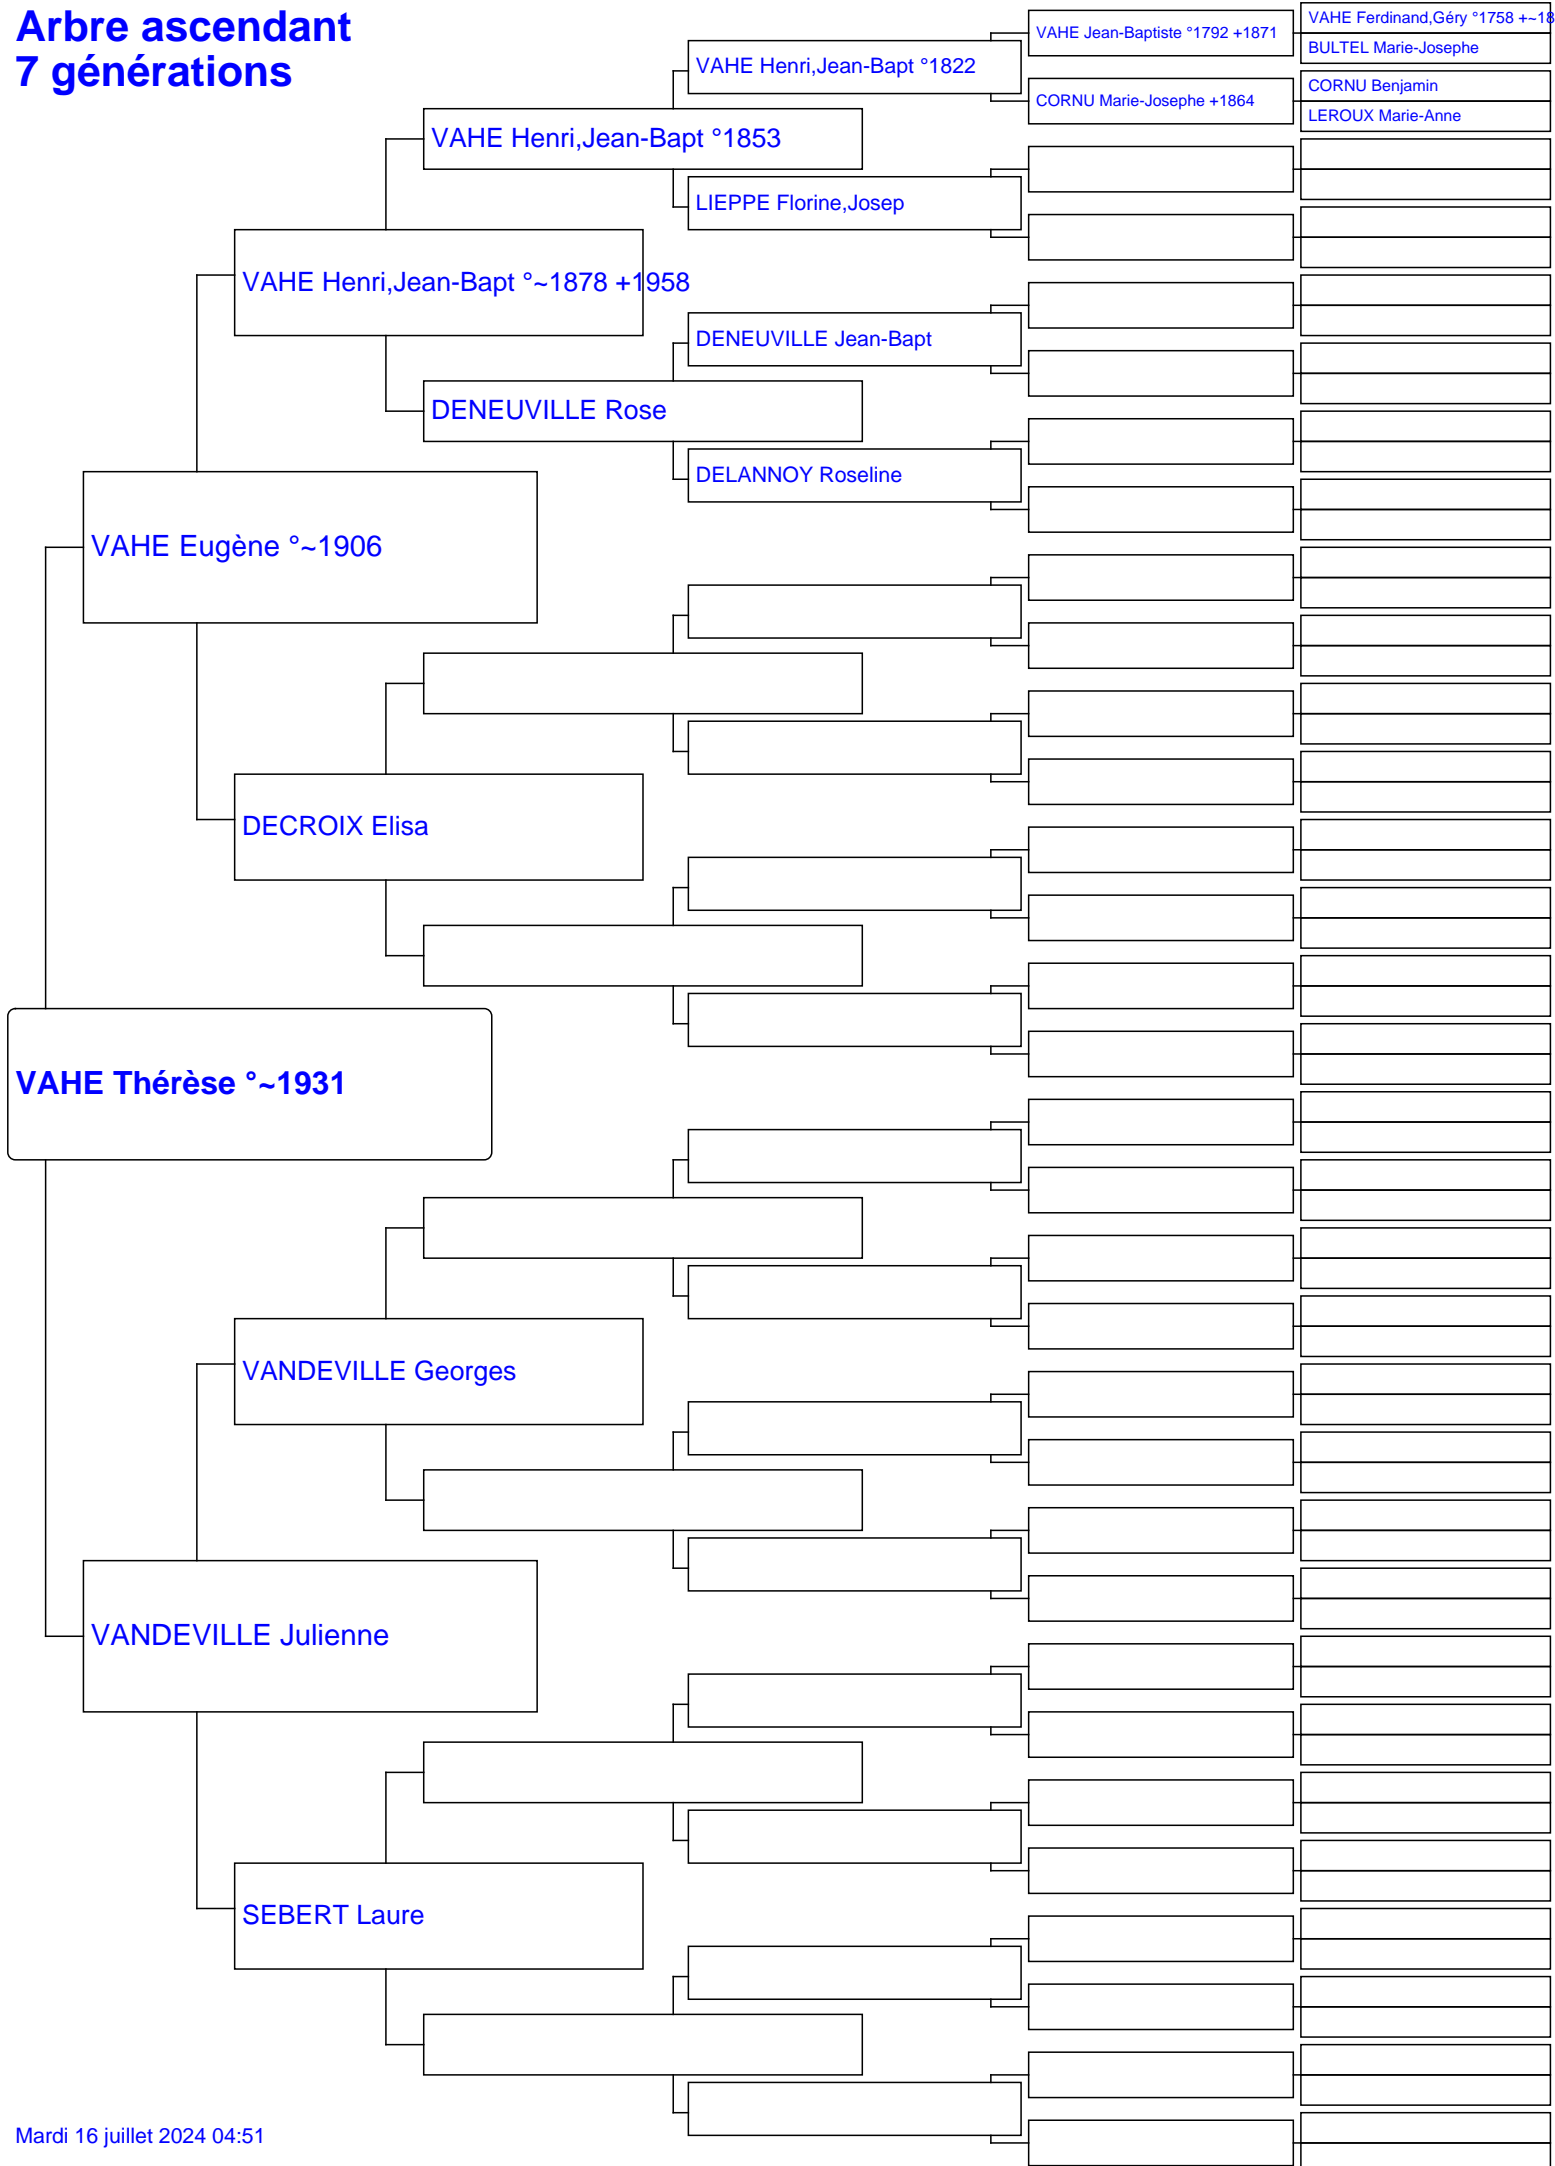 Arbre ascendant
7 générations
VAHE Ferdinand,Géry °1758 +~18
VAHE Jean-Baptiste °1792 +1871
BULTEL Marie-Josephe
VAHE Henri,Jean-Bapt °1822
CORNU Benjamin
CORNU Marie-Josephe +1864
LEROUX Marie-Anne
VAHE Henri,Jean-Bapt °1853
LIEPPE Florine,Josep
VAHE Henri,Jean-Bapt °~1878 +1958
DENEUVILLE Jean-Bapt
DENEUVILLE Rose
DELANNOY Roseline
VAHE Eugène °~1906
DECROIX Elisa
VAHE Thérèse °~1931
VANDEVILLE Georges
VANDEVILLE Julienne
SEBERT Laure
Mardi 16 juillet 2024 04:51